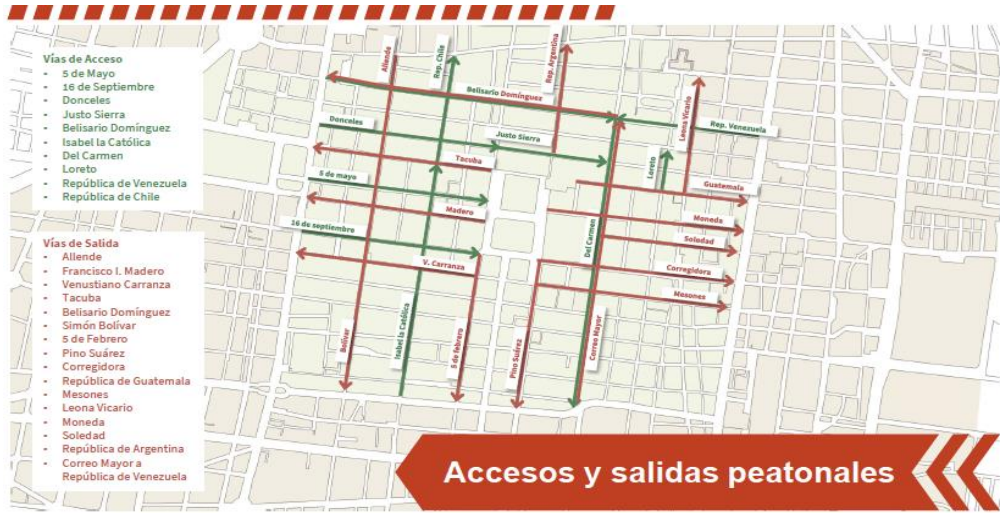 Vías de Acceso
- 5 de Mayo
- 16 de Septiembre
- Donceles
- Justo Sierra
- Belisario Domínguez
- Isabel la Católica
- Del Carmen
- Loreto
- República de Venezuela
- República de Chile
Vías de Salida
- Allende
- Francisco I. Madero
- Venustiano Carranza
- Tacuba
- Belisario Domínguez
- Simón Bolívar
- 5 de Febrero
- Pino Suárez
- Corregidora
- República de Guatemala
- Mesones
- Leona Vicario
- Moneda
- Soledad
- República de Argentina
- Correo Mayor a
República de Venezuela
Allende
Rep. Chile
Rep. Argentina
Belisario Domínguez
Leona Vicario
Rep. Venezuela
Donceles
Justo Sierra
Tacuba
Loreto
5 de mayo
Guatemala
Madero
Moneda
16 de septiembre
Del Carmen
Soledad
V. Carranza
Corregidora
Mesones
Bolívar
Isabel la Católica
5 de febrero
Pino Suárez
Correo Mayor
Accesos y salidas peatonales